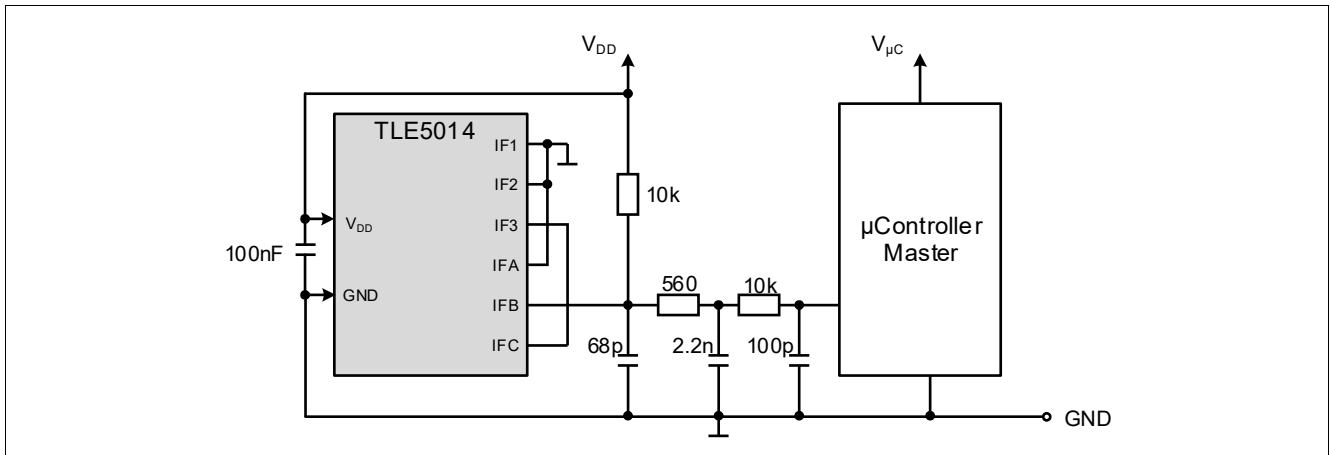 V_DD
V_µC
TLE5014
IF1
IF2
10k
IF3
V_DD
µController
Master
100nF
IFA
560
10k
GND
IFB
IFC
68p
2.2n
100p
GND